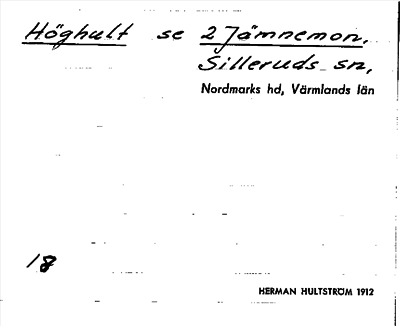 Höghult se 2 Jämnemon,
Silleruds sn,
Nordmarks hd, Värmlands län
18
HERMAN HULTSTRÖM 1912